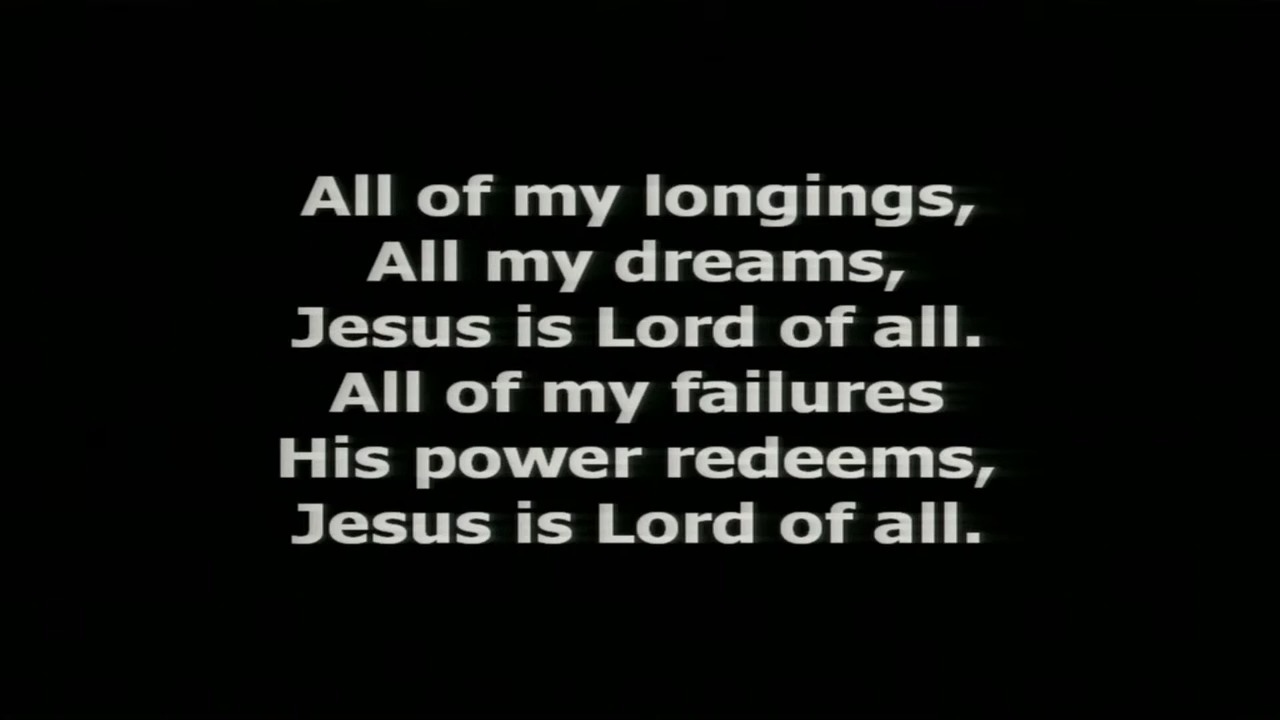 All of my longings,
All my dreams,
Jesus is Lord of all.
All of my failures
His power redeems,
Jesus is Lord of all.